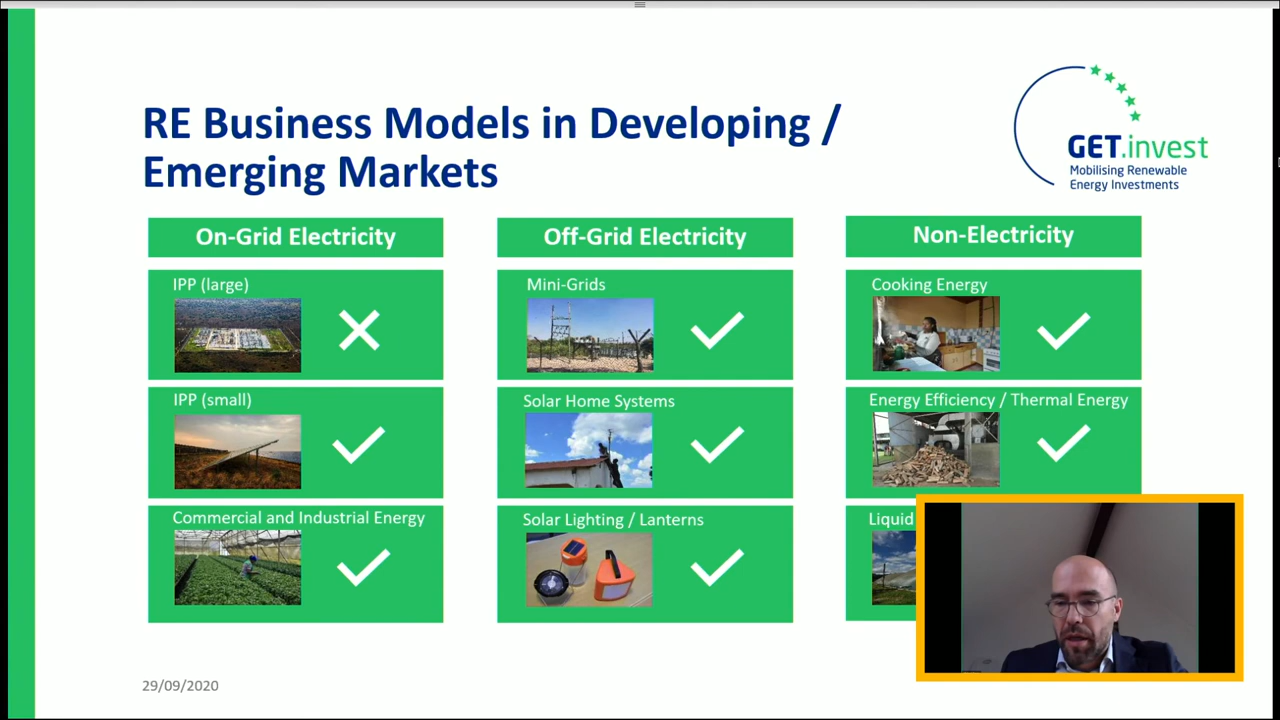 RE Business Models in Developing /
Emerging Markets
GET.invest
Mobilising Renewable
Energy Investments
On-Grid Electricity
Off-Grid Electricity
Non-Electricity
IPP (large)
Mini-Grids
Cooking Energy
IPP (small)
Solar Home Systems
Energy Efficiency / Thermal Energy
Commercial and Industrial Energy
Solar Lighting / Lanterns
Liquid
29/09/2020